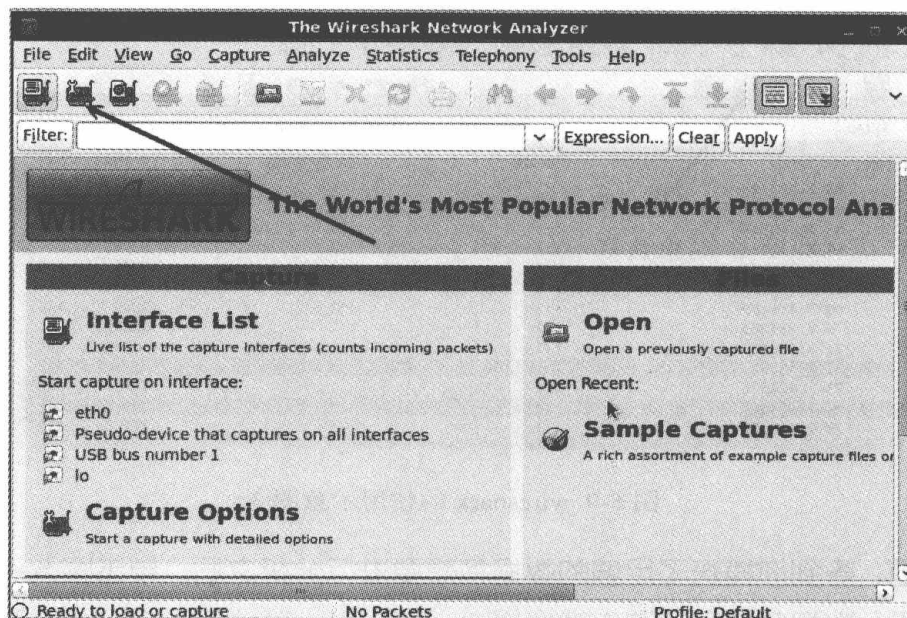 The Wireshark Network Analyzer
File Edit View Go Capture Analyze Statistics Telephony Tools Help
Filter: Expression... Clear Apply
WIRESHARK
The World's Most Popular Network Protocol Ana
Capture
Interface List
Live list of the capture interfaces (counts incoming packets)
Start capture on interface:
eth0
Pseudo-device that captures on all interfaces
USB bus number 1
lo
Capture Options
Start a capture with detailed options
Files
Open
Open a previously captured file
Open Recent:
Sample Captures
A rich assortment of example capture files on
Ready to load or capture No Packets Profile: Default